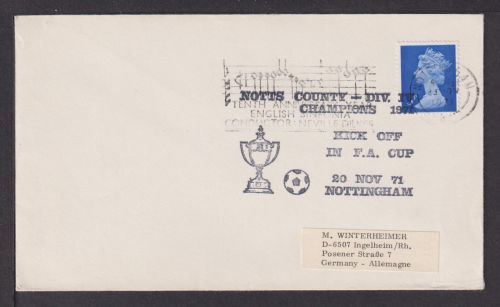 NOTTS COUNTY - DIV. IV
CHAMPIONS 1971
TENTH ANNIVERSARY
ENGLISH SINFONIA
CONDUCTOR: NEVILLE DILKES
KICK OFF
IN F.A. CUP
20 NOV 71
NOTTINGHAM
M. WINTERHEIMER
D-6507 Ingelheim/Rh.
Posener Straße 7
Germany - Allemagne